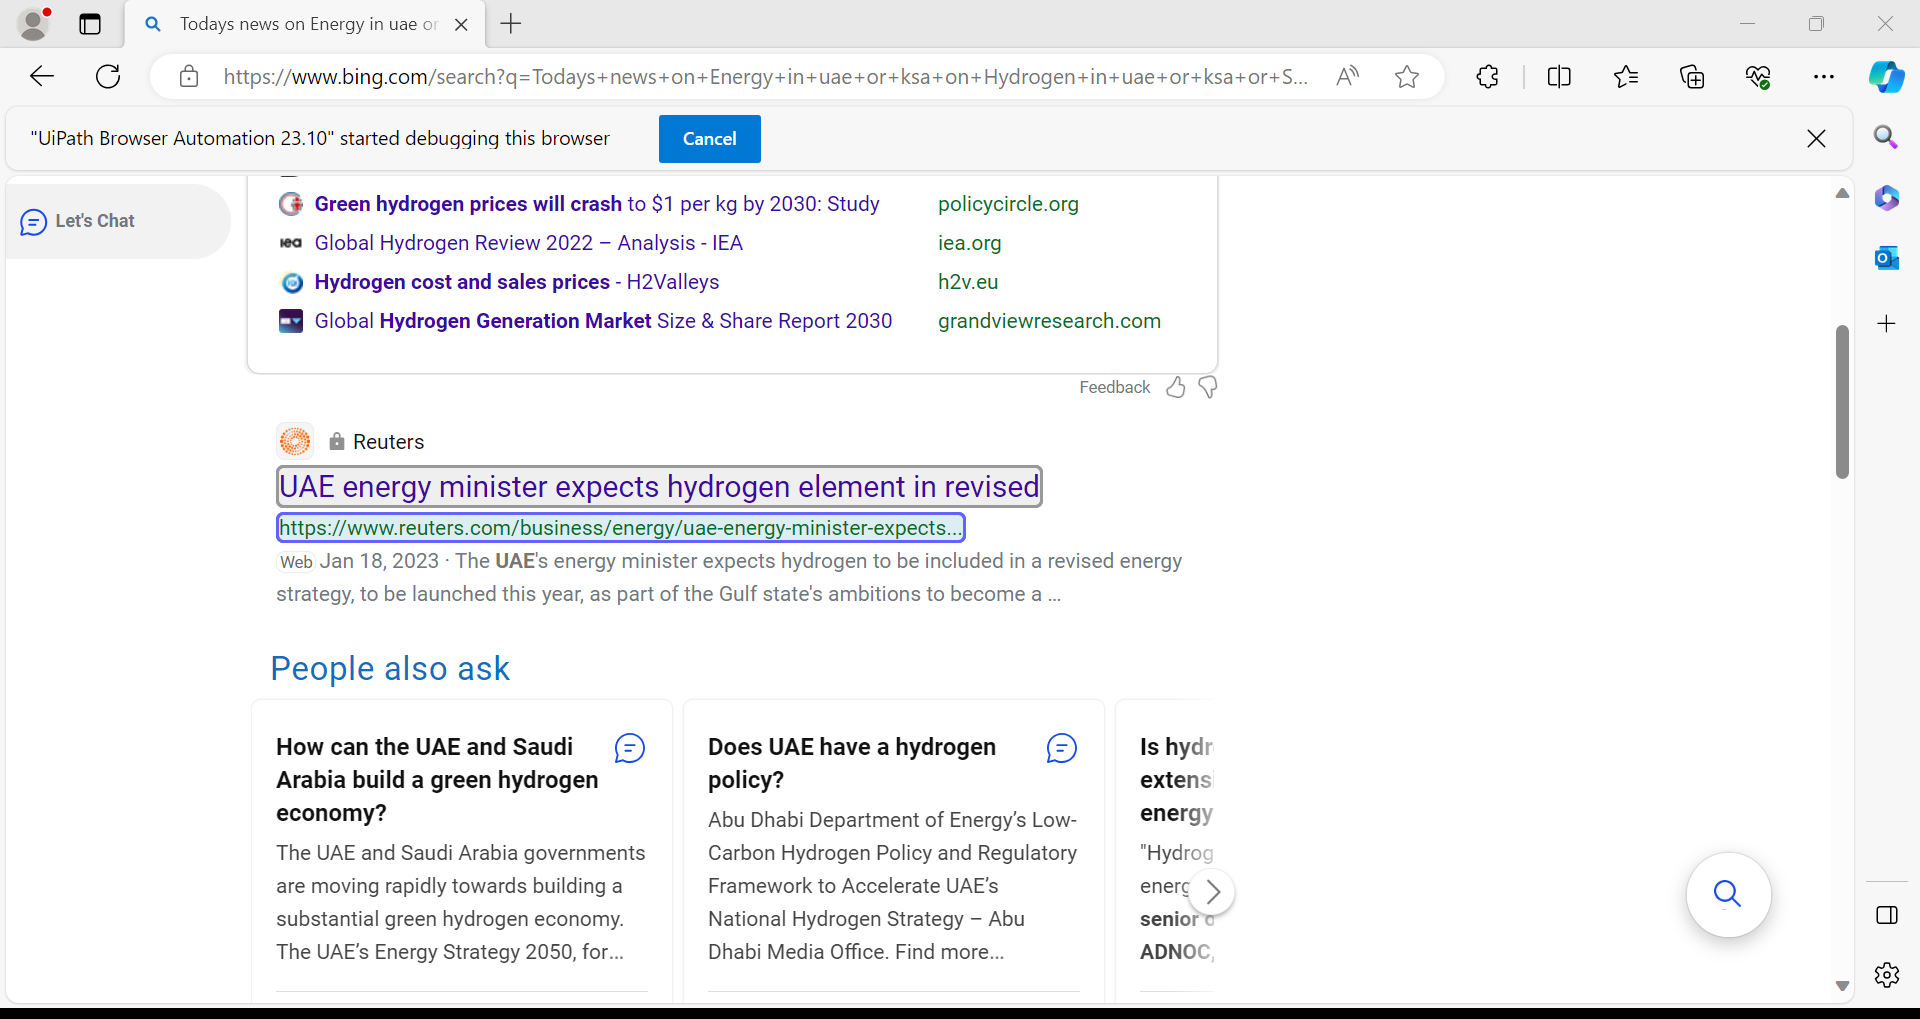 Todays news on Energy in uae or
https://www.bing.com/search?q=Todays+news+on+Energy+in+uae+or+ksa+on+Hydrogen+in+uae+or+ksa+or+S...
"UiPath Browser Automation 23.10" started debugging this browser
Cancel
Let's Chat
Green hydrogen prices will crash to $1 per kg by 2030: Study policycircle.org
iea Global Hydrogen Review 2022 – Analysis - IEA iea.org
Hydrogen cost and sales prices - H2Valleys h2v.eu
Global Hydrogen Generation Market Size & Share Report 2030 grandviewresearch.com
Feedback
Reuters
UAE energy minister expects hydrogen element in revised
https://www.reuters.com/business/energy/uae-energy-minister-expects...
Web Jan 18, 2023 · The UAE's energy minister expects hydrogen to be included in a revised energy
strategy, to be launched this year, as part of the Gulf state's ambitions to become a ...
People also ask
How can the UAE and Saudi
Arabia build a green hydrogen
economy?
The UAE and Saudi Arabia governments
are moving rapidly towards building a
substantial green hydrogen economy.
The UAE’s Energy Strategy 2050, for...
Does UAE have a hydrogen
policy?
Abu Dhabi Department of Energy’s Low-
Carbon Hydrogen Policy and Regulatory
Framework to Accelerate UAE’s
National Hydrogen Strategy – Abu
Dhabi Media Office. Find more...
Is hydr
extens
energy
"Hydrog
energ
senior
ADNOC,